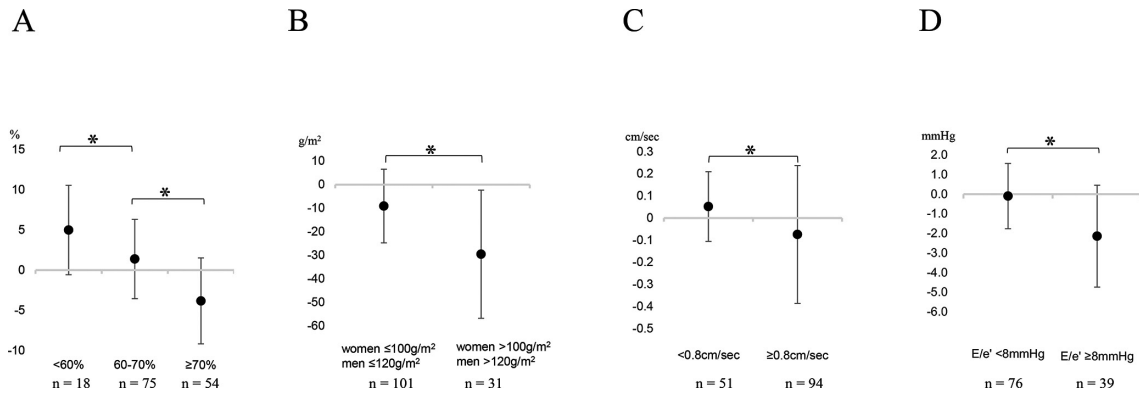 A
%
*
*
15
10
5
0
-5
-10
<60% 60-70% ≥70%
n = 18 n = 75 n = 54
B
g/m²
*
10
0
-10
-20
-30
-40
-50
-60
women ≤100g/m² women >100g/m²
men ≤120g/m² men >120g/m²
n = 101 n = 31
C
cm/sec
*
0.3
0.2
0.1
0
-0.1
-0.2
-0.3
-0.4
-0.5
<0.8cm/sec ≥0.8cm/sec
n = 51 n = 94
D
mmHg
*
2.0
1.0
0.0
-1.0
-2.0
-3.0
-4.0
-5.0
-6.0
E/e' <8mmHg E/e' ≥8mmHg
n = 76 n = 39